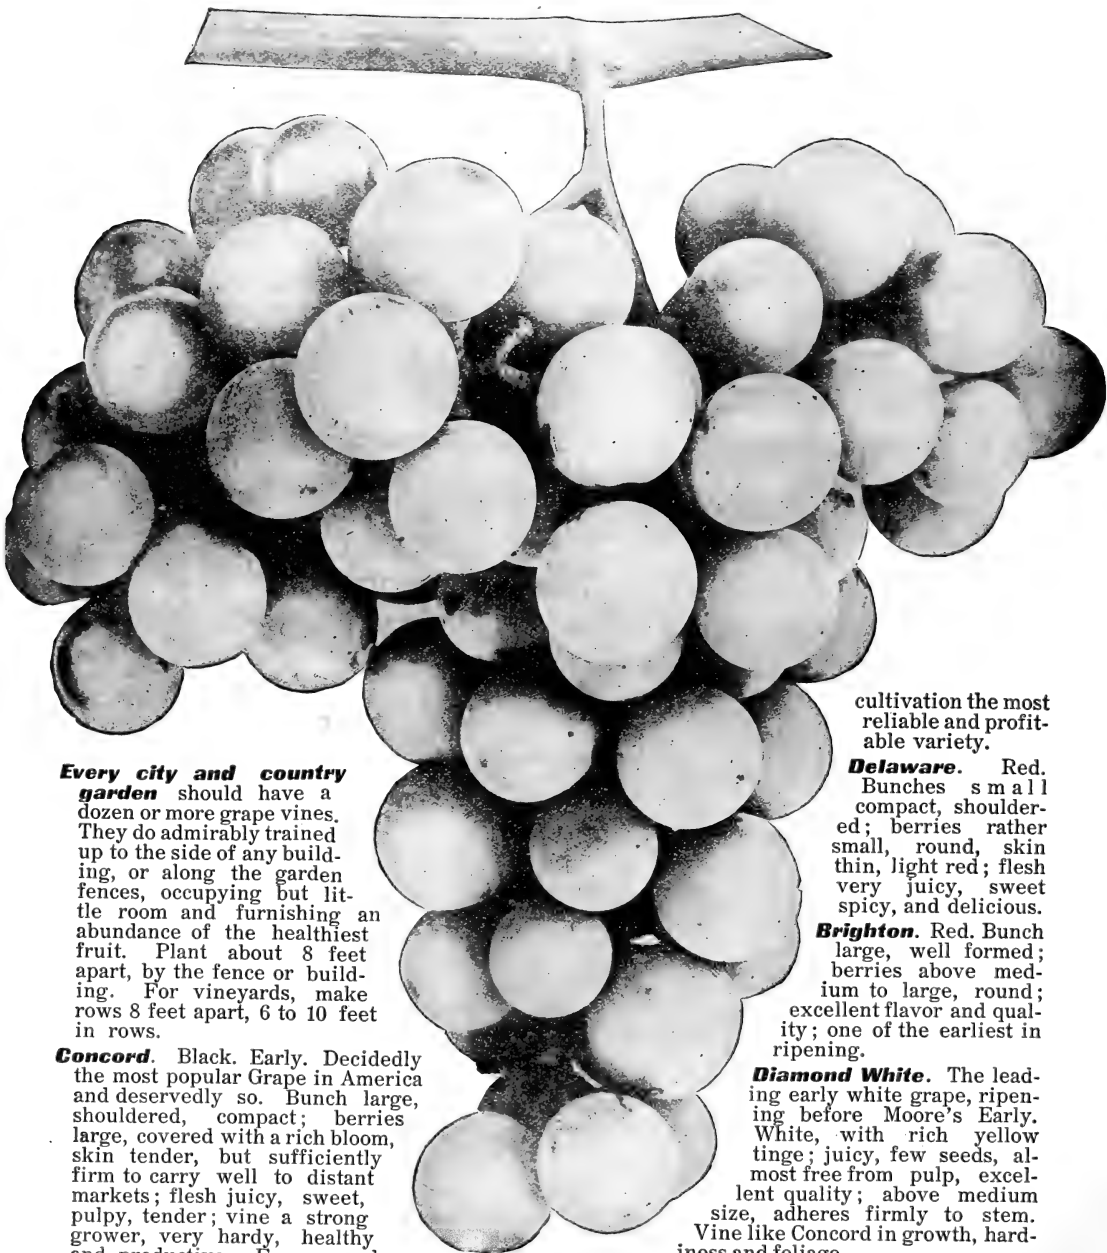 Every city and country
garden should have a
dozen or more grape vines.
They do admirably trained
up to the side of any build-
ing, or along the garden
fences, occupying but lit-
tle room and furnishing an
abundance of the healthiest
fruit. Plant about 8 feet
apart, by the fence or build-
ing. For vineyards, make
rows 8 feet apart, 6 to 10 feet
in rows.
Concord. Black. Early. Decidedly
the most popular Grape in America
and deservedly so. Bunch large,
shouldered, compact; berries
large, covered with a rich bloom,
skin tender, but sufficiently
firm to carry well to distant
markets; flesh juicy, sweet,
pulpy, tender; vine a strong
grower, very hardy, healthy
cultivation the most
reliable and profit-
able variety.
Delaware. Red.
Bunches small
compact, shoulder-
ed; berries rather
small, round, skin
thin, light red; flesh
very juicy, sweet
spicy, and delicious.
Brighton. Red. Bunch
large, well formed;
berries above med-
ium to large, round;
excellent flavor and qual-
ity; one of the earliest in
ripening.
Diamond White. The lead-
ing early white grape, ripen-
ing before Moore's Early.
White, with rich yellow
tinge; juicy, few seeds, al-
most free from pulp, excel-
lent quality; above medium
size, adheres firmly to stem.
Vine like Concord in growth, hard-
iness and foliage